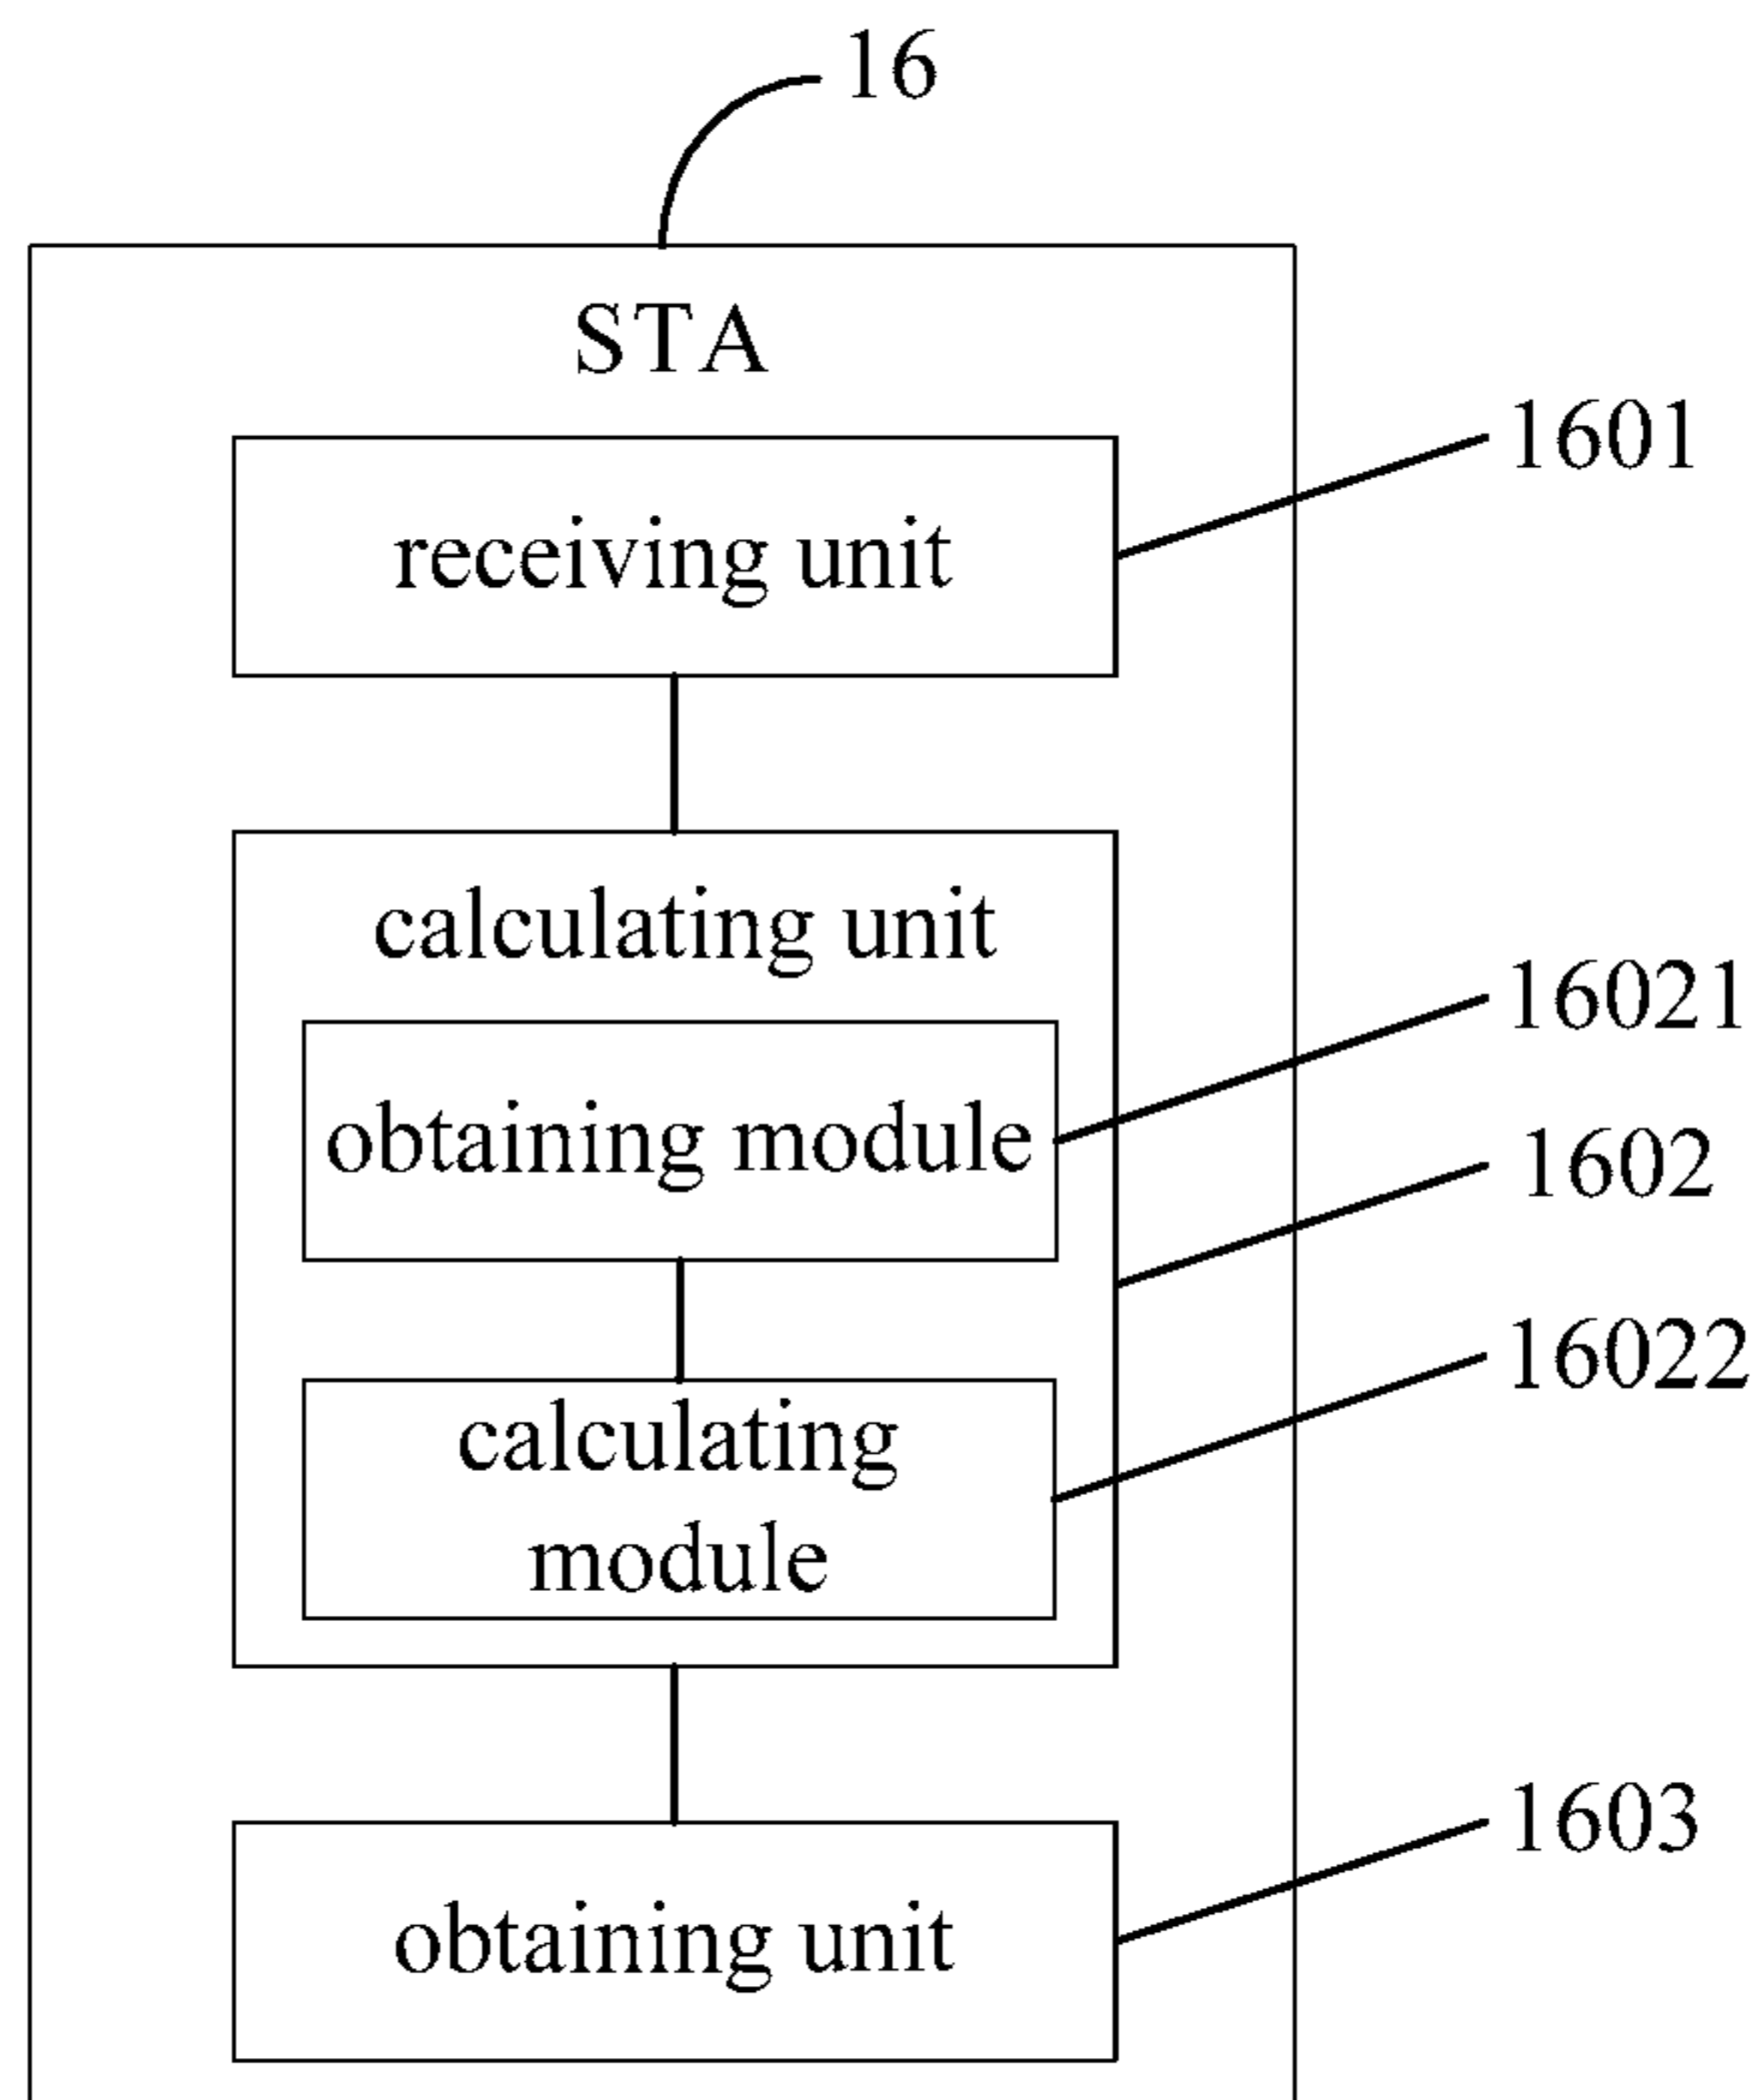 16
STA
1601
receiving unit
calculating unit
16021
obtaining module
1602
16022
calculating
module
1603
obtaining unit